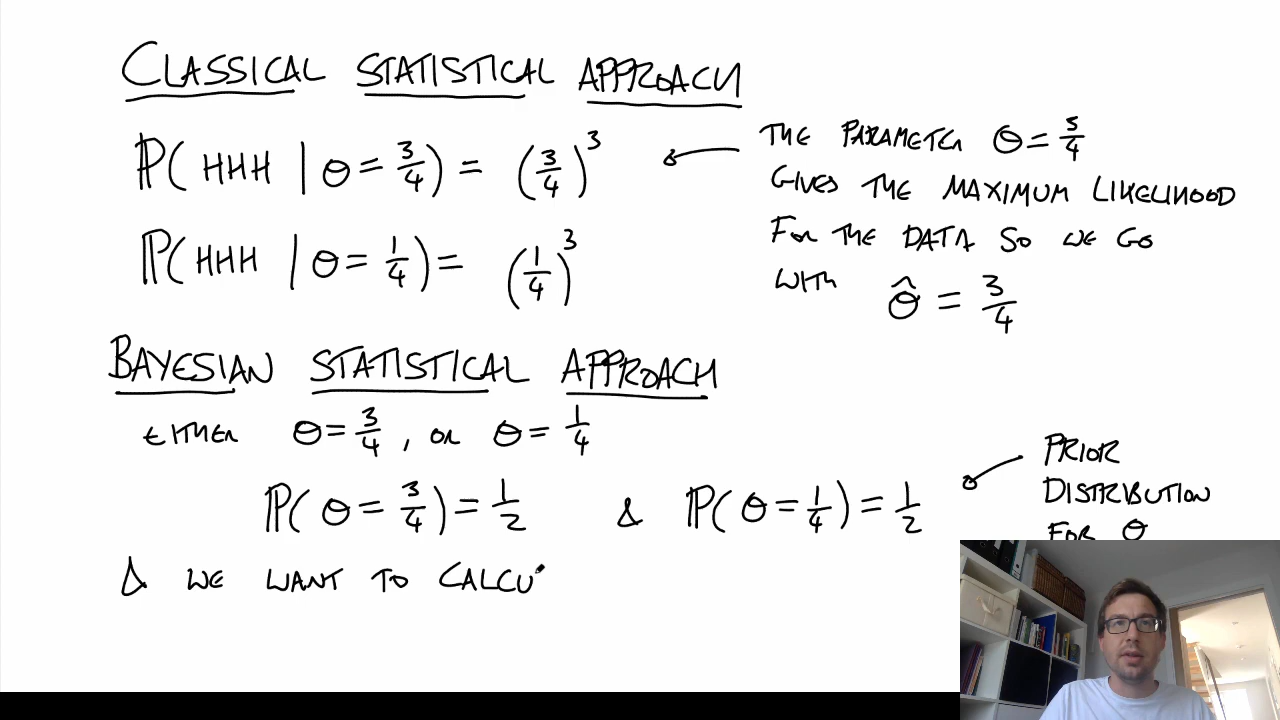 CLASSICAL STATISTICAL APPROACH
ℙ( HHH | θ = 3/4 ) = (3/4)^3
ℙ( HHH | θ = 1/4 ) = (1/4)^3
THE PARAMETER θ = 3/4
GIVES THE MAXIMUM LIKELIHOOD
FOR THE DATA SO WE GO
WITH θ̂ = 3/4
BAYESIAN STATISTICAL APPROACH
EITHER θ = 3/4 , OR θ = 1/4
ℙ( θ = 3/4 ) = 1/2 & ℙ( θ = 1/4 ) = 1/2
PRIOR
DISTRIBUTION
FOR θ
& WE WANT TO CALCU